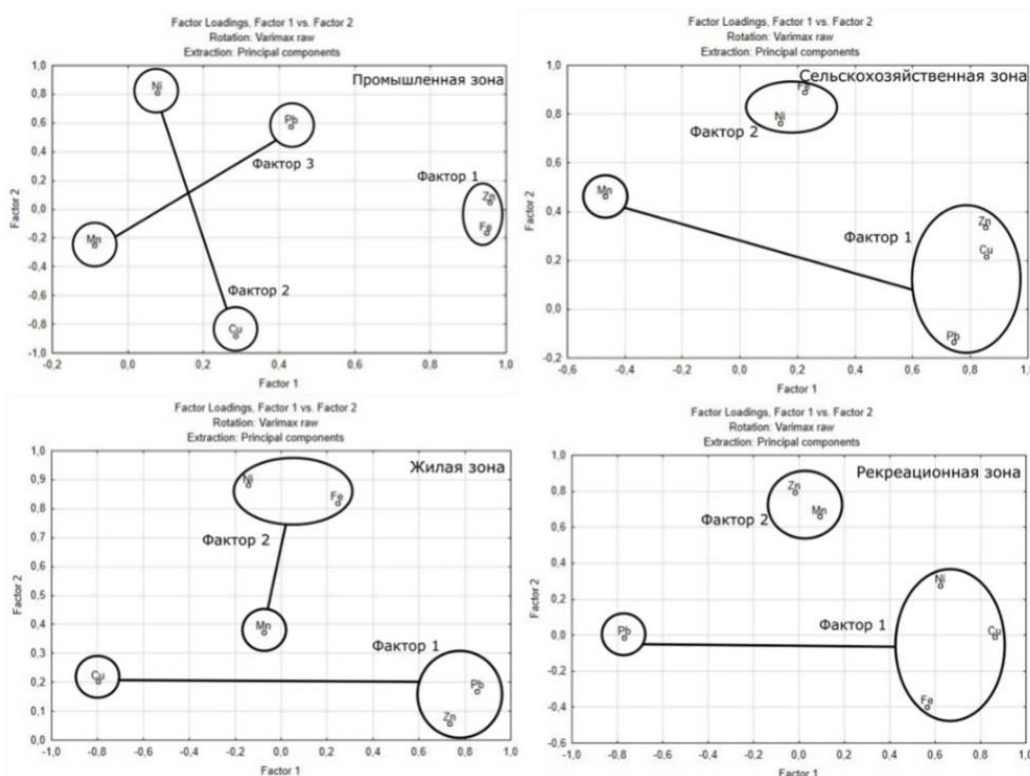 Factor Loadings, Factor 1 vs. Factor 2
Rotation: Varimax raw
Extraction: Principal components
Промышленная зона
1,0
0,8
0,6
0,4
0,2
0,0
-0,2
-0,4
-0,6
-0,8
-1,0
Factor 2
Ni
Pb
Фактор 3
Фактор 1
Zn
Fe
Mn
Фактор 2
Cu
-0,2
0,0
0,2
0,4
0,6
0,8
1,0
Factor 1
Factor Loadings, Factor 1 vs. Factor 2
Rotation: Varimax raw
Extraction: Principal components
Сельскохозяйственная зона
1,0
0,8
0,6
0,4
0,2
0,0
-0,2
Factor 2
Fe
Ni
Фактор 2
Mn
Zn
Фактор 1
Cu
Pb
-0,6
-0,4
-0,2
0,0
0,2
0,4
0,6
0,8
1,0
Factor 1
Factor Loadings, Factor 1 vs. Factor 2
Rotation: Varimax raw
Extraction: Principal components
Жилая зона
1,0
0,9
0,8
0,7
0,6
0,5
0,4
0,3
0,2
0,1
0,0
Factor 2
Ni
Fe
Фактор 2
Mn
Фактор 1
Cu
Pb
Zn
-1,0
-0,8
-0,6
-0,4
-0,2
0,0
0,2
0,4
0,6
0,8
1,0
Factor 1
Factor Loadings, Factor 1 vs. Factor 2
Rotation: Varimax raw
Extraction: Principal components
Рекреационная зона
1,0
0,8
0,6
0,4
0,2
0,0
-0,2
-0,4
-0,6
Factor 2
Zn
Mn
Фактор 2
Ni
Фактор 1
Pb
Cu
Fe
-1,0
-0,8
-0,6
-0,4
-0,2
0,0
0,2
0,4
0,6
0,8
1,0
Factor 1